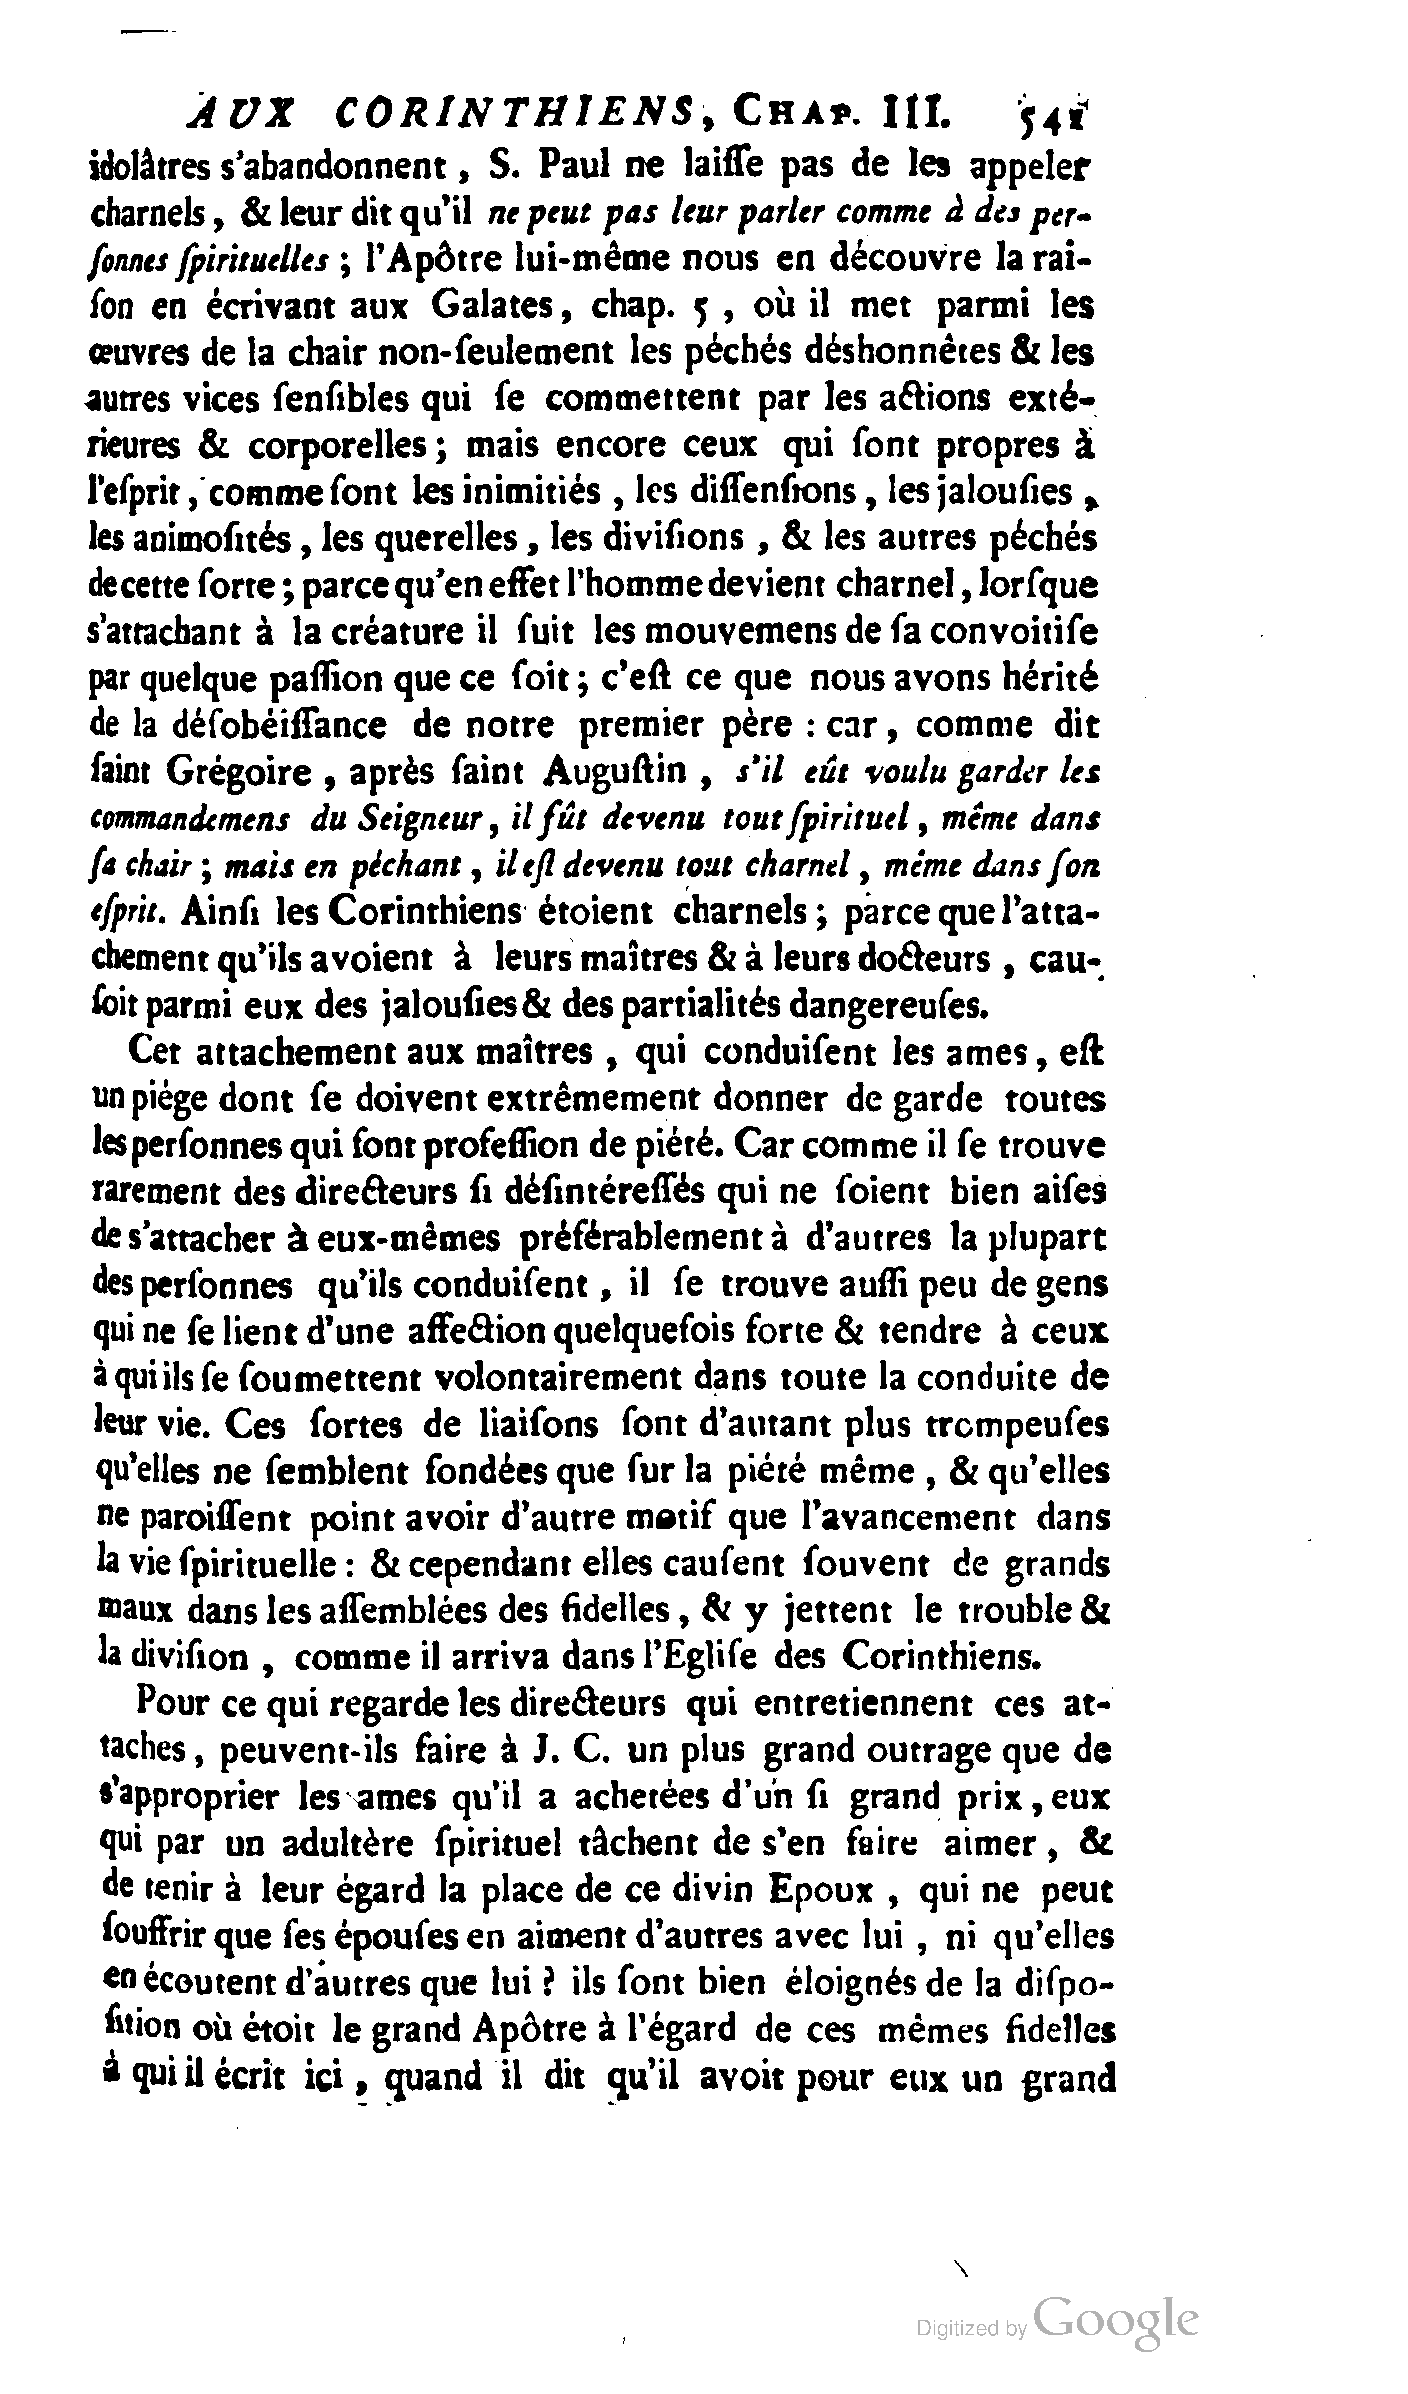 AUX CORINTHIENS, CHAP. III. 541
idolâtres s'abandonnent, S. Paul ne laiſſe pas de les appeler
charnels, & leur dit qu'il ne peut pas leur parler comme à des per-
ſonnes ſpirituelles ; l'Apôtre lui-même nous en découvre la rai-
ſon en écrivant aux Galates, chap. 5, où il met parmi les
œuvres de la chair non-ſeulement les péchés déshonnêtes & les
autres vices ſenſibles qui ſe commettent par les actions exté-
rieures & corporelles ; mais encore ceux qui ſont propres à
l'eſprit, comme ſont les inimitiés, les diſſenſions, les jalouſies,
les animoſités, les querelles, les diviſions, & les autres péchés
de cette ſorte ; parce qu'en effet l'homme devient charnel, lorſque
s'attachant à la créature il ſuit les mouvemens de ſa convoitiſe
par quelque paſſion que ce ſoit ; c'eſt ce que nous avons hérité
de la déſobéiſſance de notre premier père : car, comme dit
ſaint Grégoire, après ſaint Auguſtin, s'il eût voulu garder les
commandemens du Seigneur, il fût devenu tout ſpirituel, même dans
ſa chair ; mais en péchant, il eſt devenu tout charnel, même dans ſon
eſprit. Ainſi les Corinthiens étoient charnels ; parce que l'atta-
chement qu'ils avoient à leurs maîtres & à leurs docteurs, cau-
ſoit parmi eux des jalouſies & des partialités dangereuſes.
Cet attachement aux maîtres, qui conduiſent les ames, eſt
un piége dont ſe doivent extrêmement donner de garde toutes
les perſonnes qui font profeſſion de piété. Car comme il ſe trouve
rarement des directeurs ſi déſintéreſſés qui ne ſoient bien aiſes
de s'attacher à eux-mêmes préférablement à d'autres la plupart
des perſonnes qu'ils conduiſent, il ſe trouve auſſi peu de gens
qui ne ſe lient d'une affection quelquefois forte & tendre à ceux
à qui ils ſe ſoumettent volontairement dans toute la conduite de
leur vie. Ces ſortes de liaiſons ſont d'autant plus trompeuſes
qu'elles ne ſemblent fondées que ſur la piété même, & qu'elles
ne paroiſſent point avoir d'autre motif que l'avancement dans
la vie ſpirituelle : & cependant elles cauſent ſouvent de grands
maux dans les aſſemblées des fidelles, & y jettent le trouble &
la diviſion, comme il arriva dans l'Egliſe des Corinthiens.
Pour ce qui regarde les directeurs qui entretiennent ces at-
taches, peuvent-ils faire à J. C. un plus grand outrage que de
s'approprier les ames qu'il a achetées d'un ſi grand prix, eux
qui par un adultère ſpirituel tâchent de s'en faire aimer, &
de tenir à leur égard la place de ce divin Epoux, qui ne peut
ſouffrir que ſes épouſes en aiment d'autres avec lui, ni qu'elles
en écoutent d'autres que lui ? ils ſont bien éloignés de la diſpo-
ſition où étoit le grand Apôtre à l'égard de ces mêmes fidelles
à qui il écrit ici, quand il dit qu'il avoit pour eux un grand
Digitized by Google